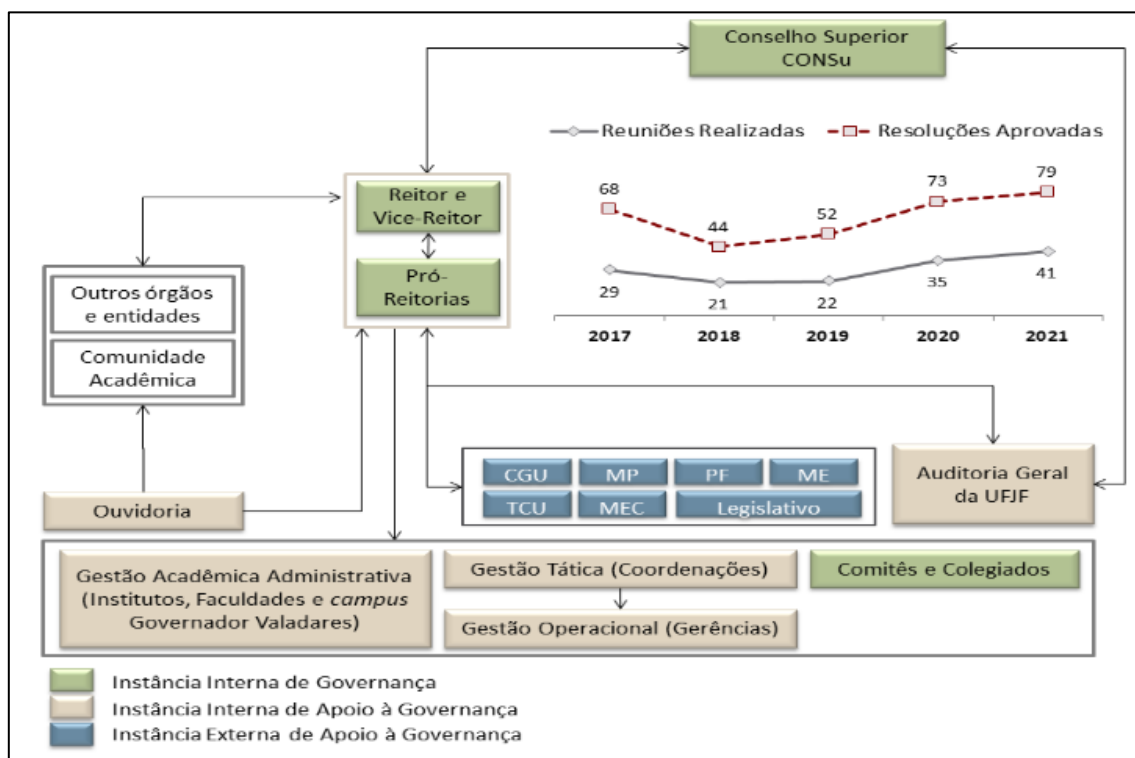 Conselho Superior
CONSu
Reuniões Realizadas
Resoluções Aprovadas
68
44
52
73
79
29
21
22
35
41
2017
2018
2019
2020
2021
Reitor e
Vice-Reitor
Pró-
Reitorias
Outros órgãos
e entidades
Comunidade
Acadêmica
Ouvidoria
CGU
MP
PF
ME
TCU
MEC
Legislativo
Auditoria Geral
da UFJF
Gestão Acadêmica Administrativa
(Institutos, Faculdades e campus
Governador Valadares)
Gestão Tática (Coordenações)
Gestão Operacional (Gerências)
Comitês e Colegiados
Instância Interna de Governança
Instância Interna de Apoio à Governança
Instância Externa de Apoio à Governança